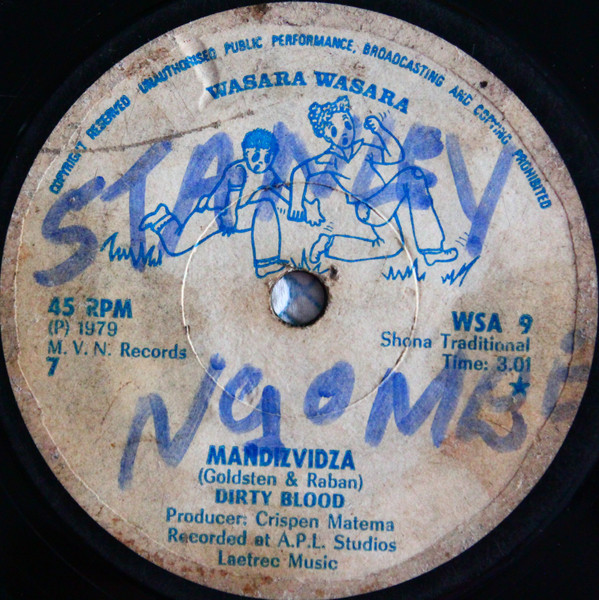 COPYRIGHT RESERVED UNAUTHORISED PUBLIC PERFORMANCE, BROADCASTING AND COPYING PROHIBITED
WASARA WASARA
STANLEY
45 RPM
(P) 1979
M. V. N. Records
7
WSA 9
Shona Traditional
Time: 3.01
★
NgOMBE
MANDIZVIDZA
(Goldsten & Raban)
DIRTY BLOOD
Producer: Crispen Matema
Recorded at A.P.L. Studios
Laetrec Music